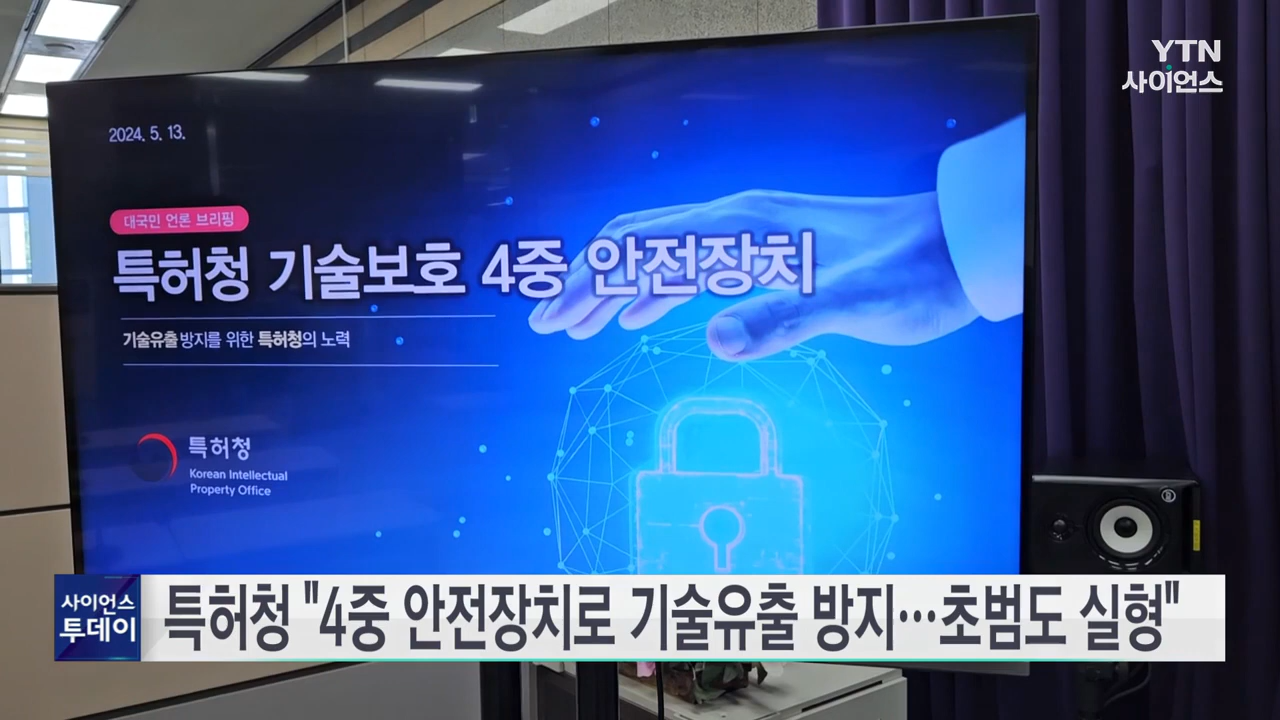 YTN
사이언스
2024. 5. 13.
대국민 언론 브리핑
특허청 기술보호 4중 안전장치
기술유출 방지를 위한 특허청의 노력
특허청
Korean Intellectual
Property Office
사이언스
투데이
특허청 "4중 안전장치로 기술유출 방지…초범도 실형"